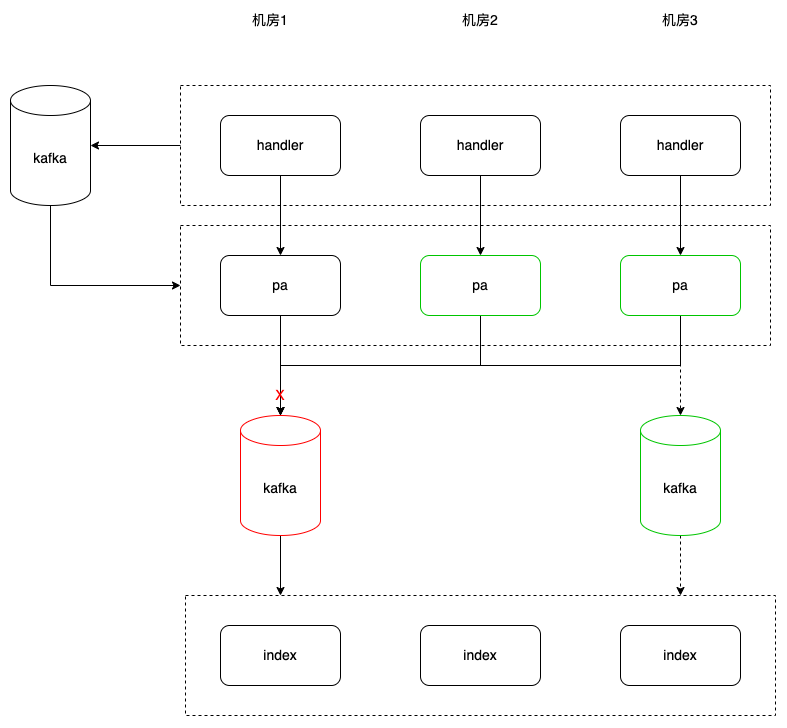 机房1
机房2
机房3
handler
handler
handler
kafka
pa
pa
pa
X
kafka
kafka
index
index
index